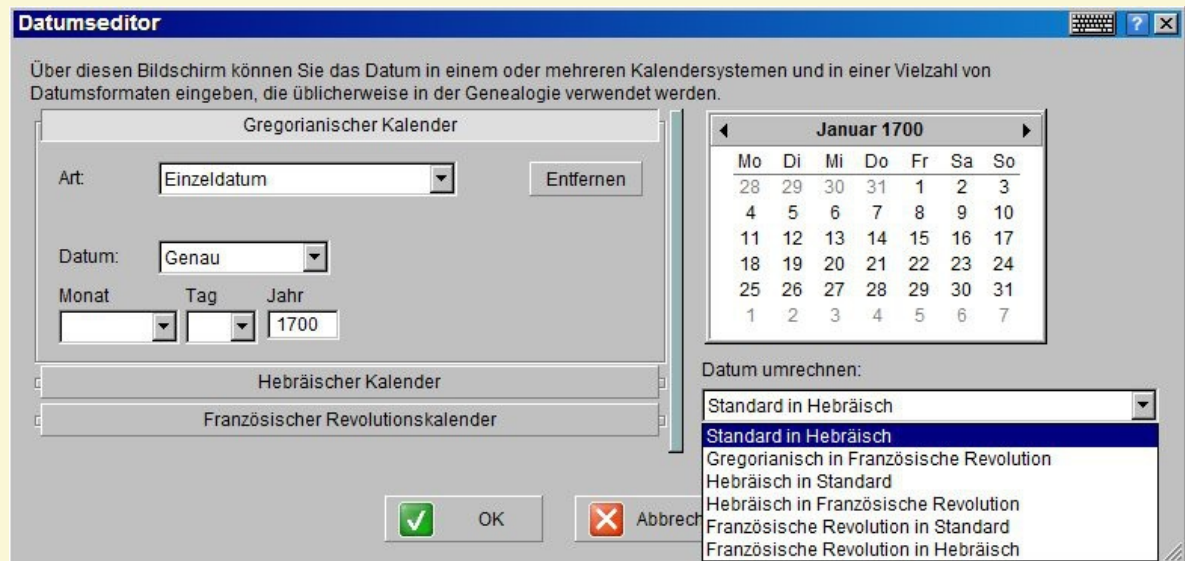 Datumseditor
?
Über diesen Bildschirm können Sie das Datum in einem oder mehreren Kalendersystemen und in einer Vielzahl von
Datumsformaten eingeben, die üblicherweise in der Genealogie verwendet werden.
Gregorianischer Kalender
Art:
Einzeldatum
Entfernen
Datum:
Genau
Monat Tag Jahr
1700
Hebräischer Kalender
Französischer Revolutionskalender
Januar 1700
Mo Di Mi Do Fr Sa So
28 29 30 31 1 2 3
4 5 6 7 8 9 10
11 12 13 14 15 16 17
18 19 20 21 22 23 24
25 26 27 28 29 30 31
1 2 3 4 5 6 7
Datum umrechnen:
Standard in Hebräisch
Standard in Hebräisch
Gregorianisch in Französische Revolution
Hebräisch in Standard
Hebräisch in Französische Revolution
Französische Revolution in Standard
Französische Revolution in Hebräisch
OK
Abbrech